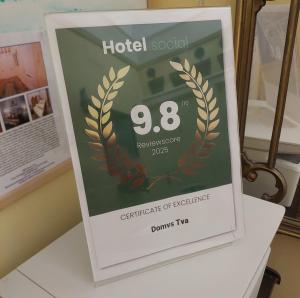 Hotel social
9.8
Reviewscore
2025
CERTIFICATE OF EXCELLENCE
Domvs Tva